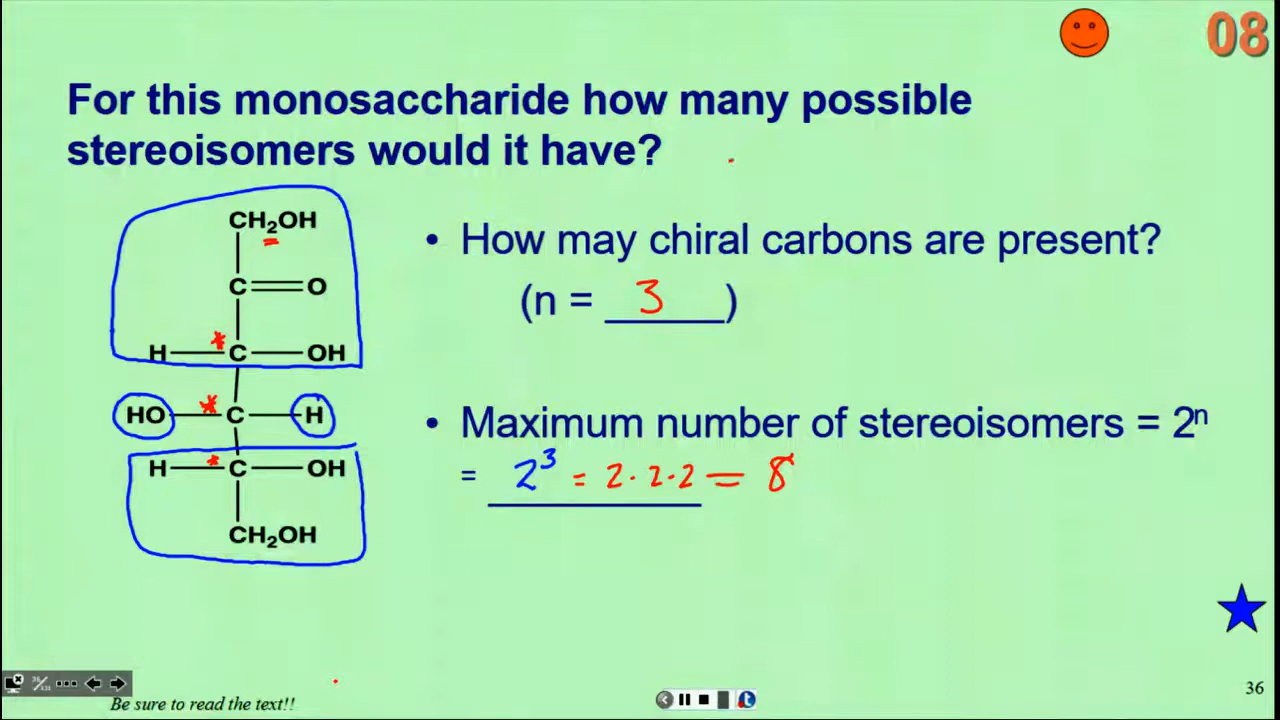 08
For this monosaccharide how many possible
stereoisomers would it have?
CH₂OH
C O
H * C OH
HO * C H
H * C OH
CH₂OH
• How may chiral carbons are present?
(n = 3)
• Maximum number of stereoisomers = 2ⁿ
= 2³ = 2·2·2 = 8
Be sure to read the text!!
36